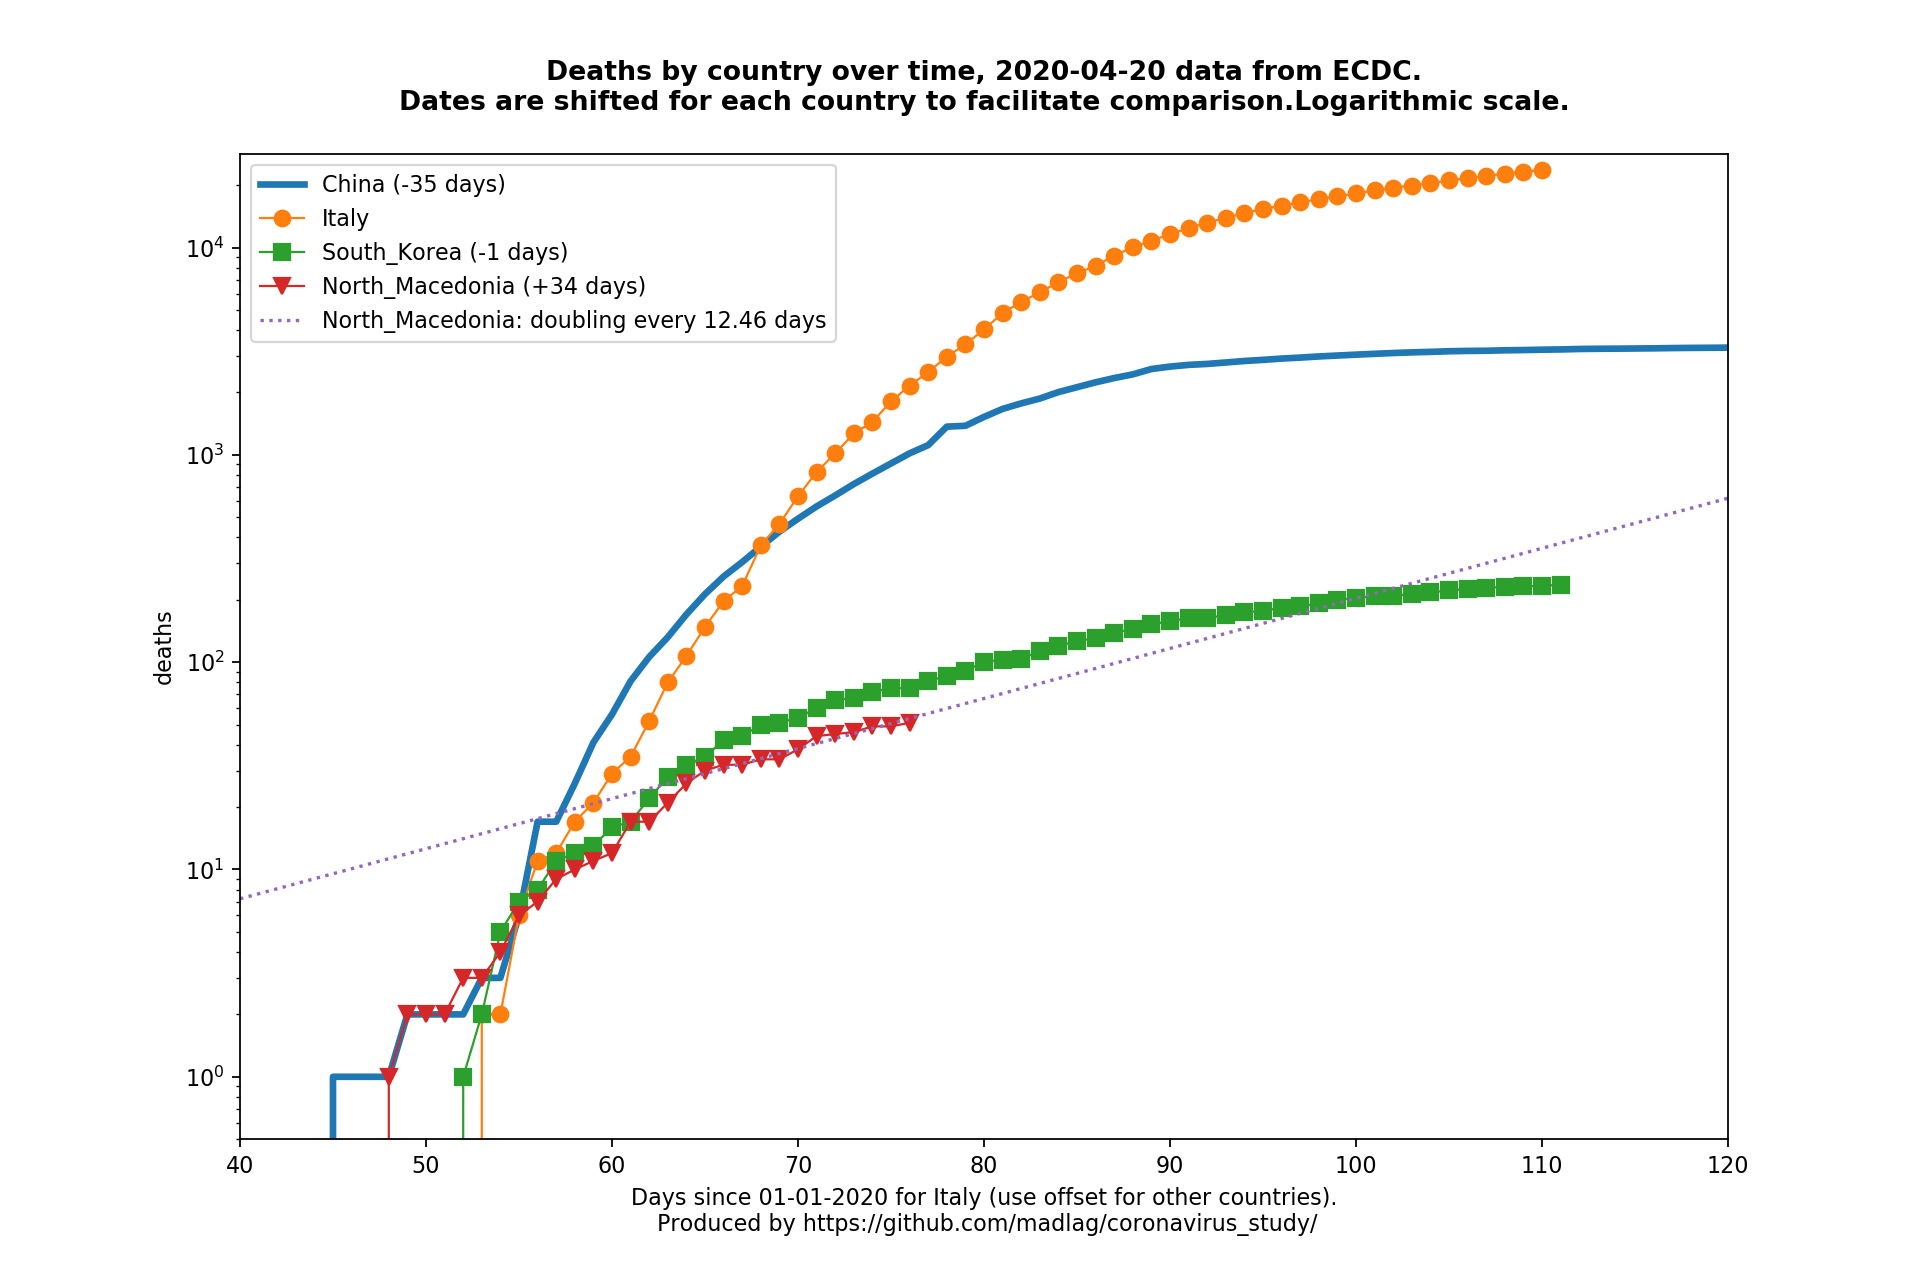 Deaths by country over time, 2020-04-20 data from ECDC.
Dates are shifted for each country to facilitate comparison.Logarithmic scale.
China (-35 days)
Italy
South_Korea (-1 days)
North_Macedonia (+34 days)
North_Macedonia: doubling every 12.46 days
10^4
10^3
10^2
10^1
10^0
deaths
40 50 60 70 80 90 100 110 120
Days since 01-01-2020 for Italy (use offset for other countries).
Produced by https://github.com/madlag/coronavirus_study/